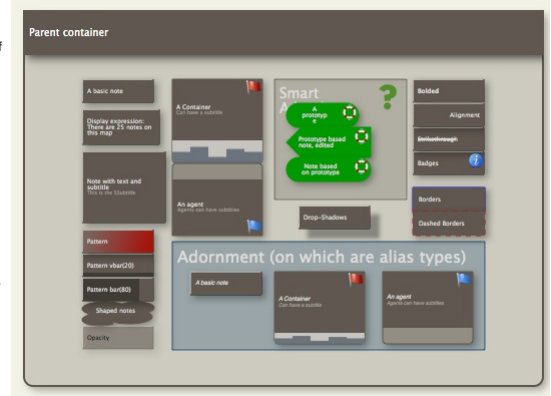 Parent container
A basic note
Display expression:
There are 25 notes on
this map
Note with text and
subtitle
This is the $Subtitle
Pattern
Pattern vbar(20)
Pattern bar(80)
Shaped notes
Opacity
A Container
Can have a subtitle
An agent
Agents can have subtitles
Smart
A
prototyp
e
Prototype based
note, edited
Note based
on prototype
?
Drop-Shadows
Bolded
Alignment
Strikethrough
Badges
i
Borders
Dashed Borders
Adornment (on which are alias types)
A basic note
A Container
Can have a subtitle
An agent
Agents can have subtitles